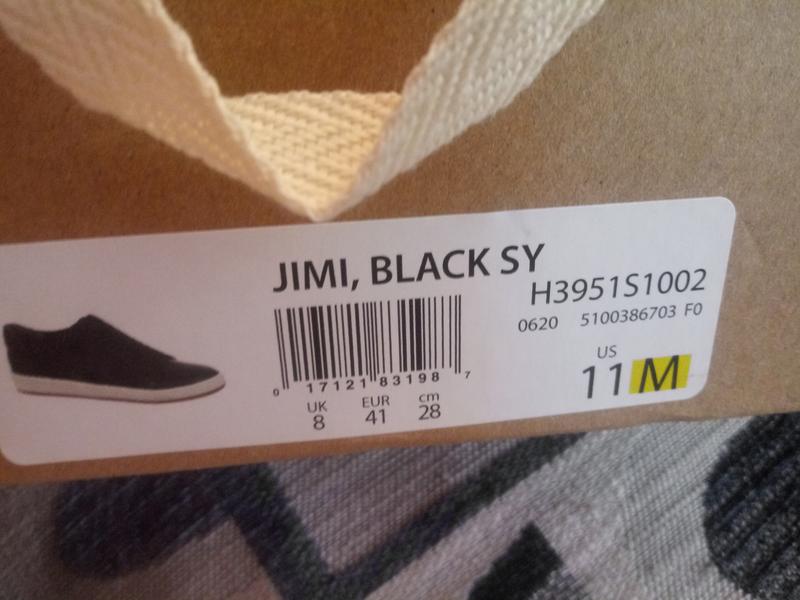 JIMI, BLACK SY
H3951S1002
0620 5100386703 F0
0 17121 83198 7
UK EUR cm
8 41 28
US
11 M